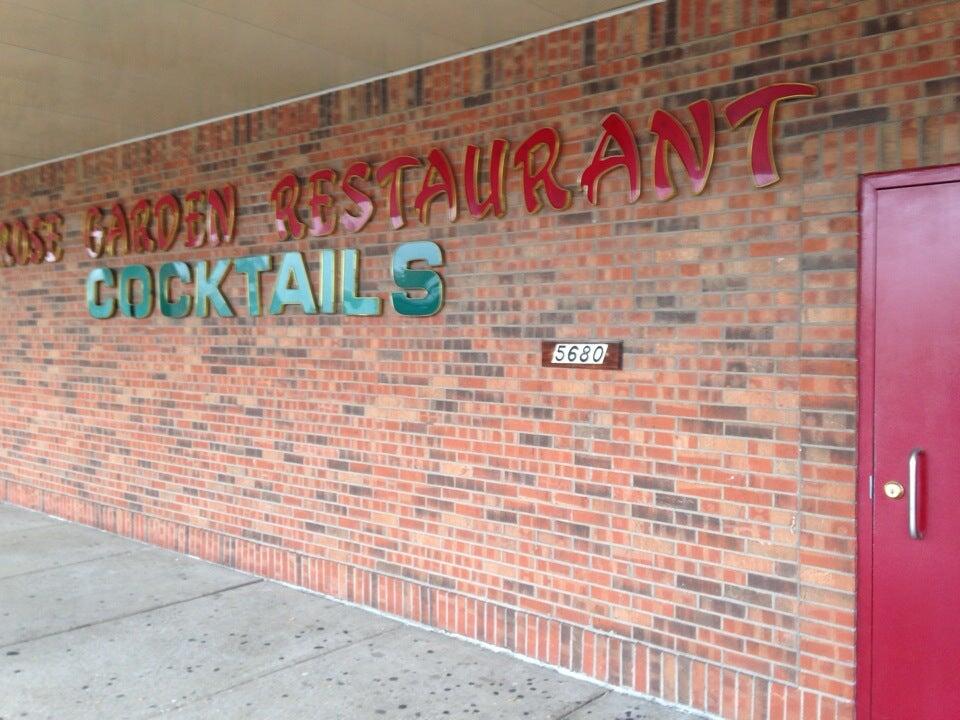 ROSE GARDEN RESTAURANT
COCKTAILS
5680